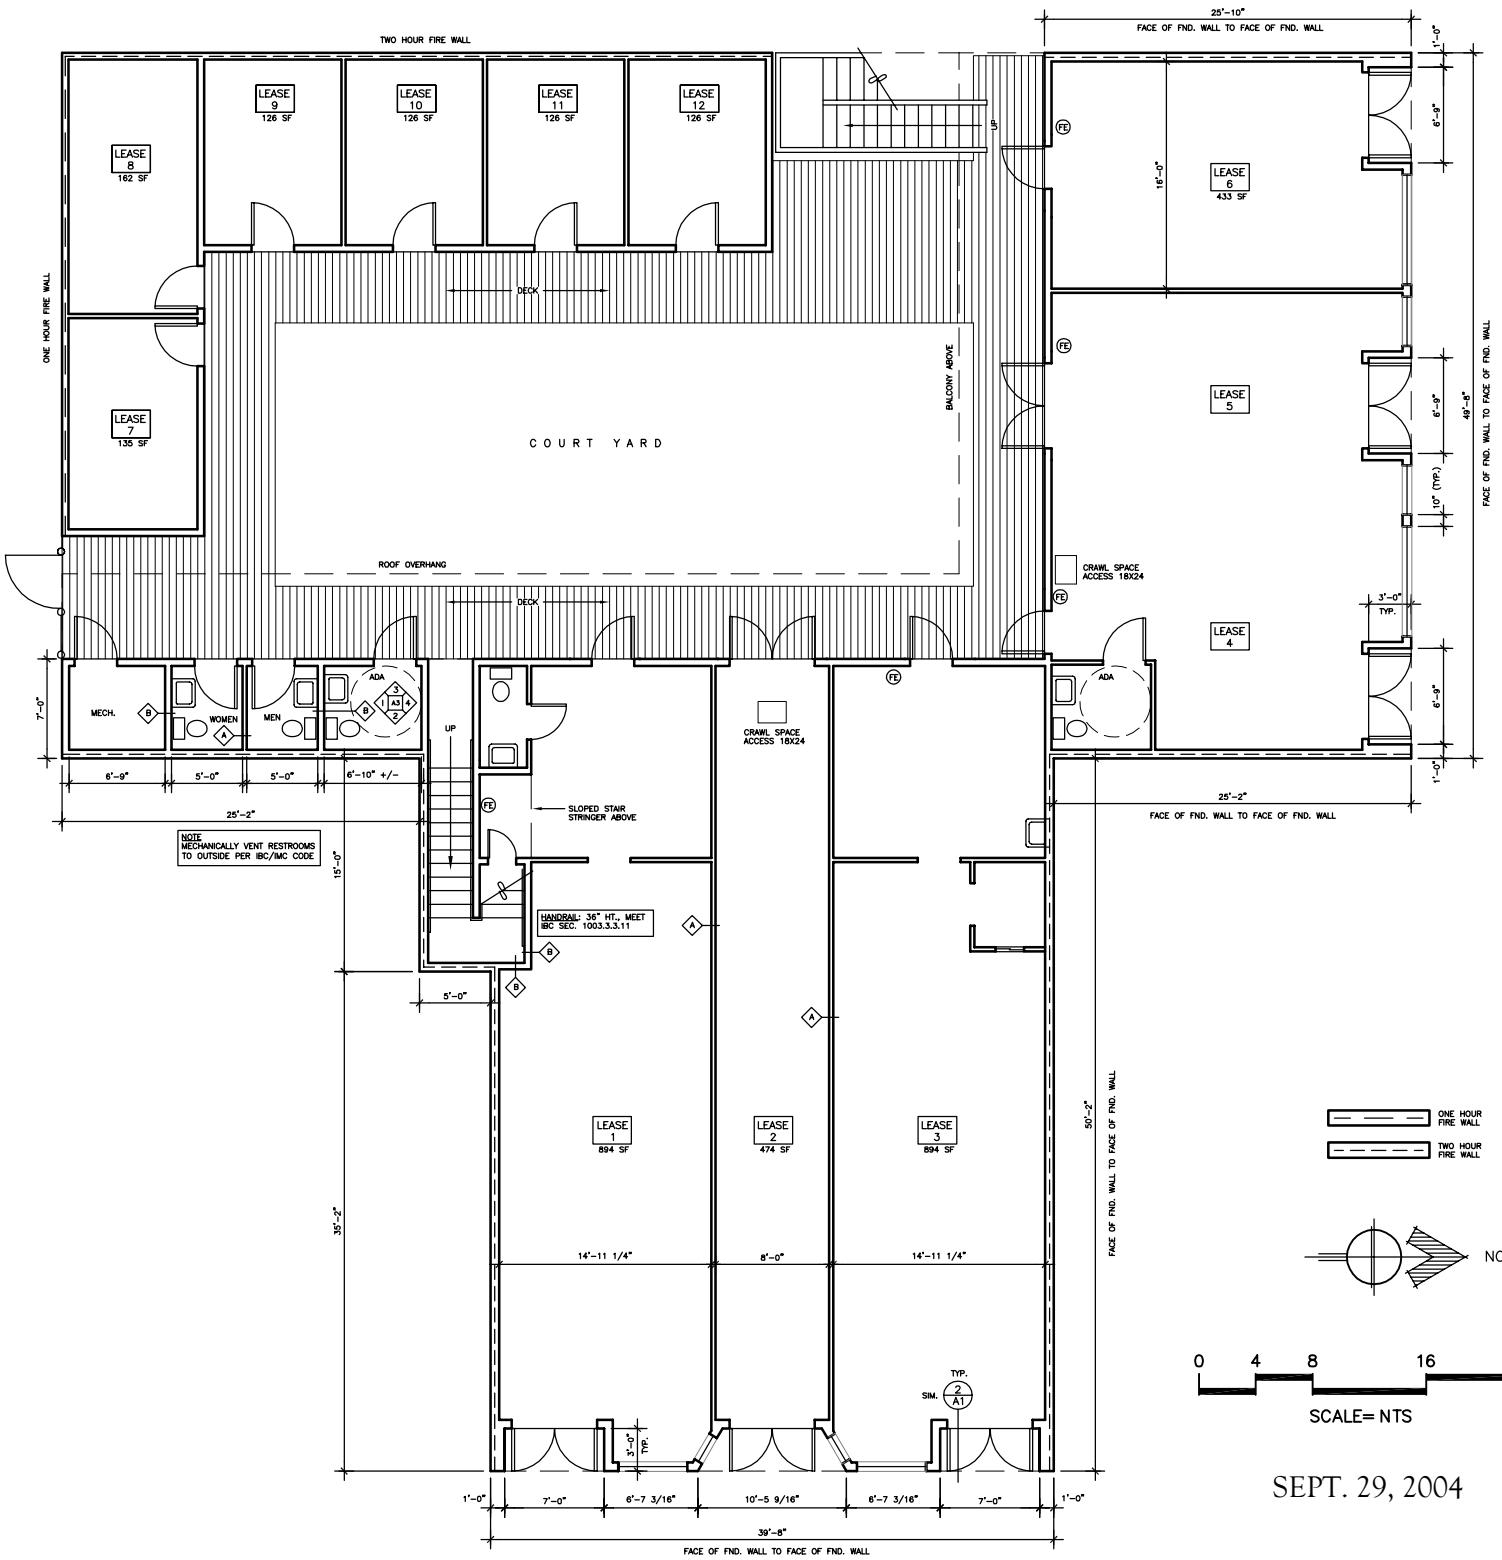 25'-10"
FACE OF FND. WALL TO FACE OF FND. WALL
1'-0"
TWO HOUR FIRE WALL
LEASE
8
162 SF
LEASE
9
126 SF
LEASE
10
126 SF
LEASE
11
126 SF
LEASE
12
126 SF
UP
FE
16'-0"
LEASE
6
433 SF
6'-9"
ONE HOUR FIRE WALL
DECK
BALCONY ABOVE
FE
LEASE
5
6'-9"
49'-8"
FACE OF FND. WALL TO FACE OF FND. WALL
LEASE
7
135 SF
COURT YARD
10" (TYP.)
ROOF OVERHANG
CRAWL SPACE
ACCESS 18X24
FE
DECK
3'-0"
TYP.
LEASE
4
7'-0"
MECH.
B
WOMEN
A
MEN
B
ADA
3
1 A3 4
2
UP
FE
CRAWL SPACE
ACCESS 18X24
ADA
6'-9"
1'-0"
6'-9"
5'-0"
5'-0"
6'-10" +/-
25'-2"
FE
SLOPED STAIR
STRINGER ABOVE
25'-2"
FACE OF FND. WALL TO FACE OF FND. WALL
NOTE
MECHANICALLY VENT RESTROOMS
TO OUTSIDE PER IBC/IMC CODE
15'-0"
HANDRAIL: 36" HT., MEET
IBC SEC. 1003.3.3.11
A
B
B
5'-0"
A
35'-2"
50'-2"
FACE OF FND. WALL TO FACE OF FND. WALL
LEASE
1
894 SF
LEASE
2
474 SF
LEASE
3
894 SF
ONE HOUR
FIRE WALL
TWO HOUR
FIRE WALL
14'-11 1/4"
8'-0"
14'-11 1/4"
NO
0 4 8 16
SCALE= NTS
TYP.
SIM.
2
A1
3'-0"
TYP.
1'-0"
7'-0"
6'-7 3/16"
10'-5 9/16"
6'-7 3/16"
7'-0"
1'-0"
39'-8"
FACE OF FND. WALL TO FACE OF FND. WALL
SEPT. 29, 2004